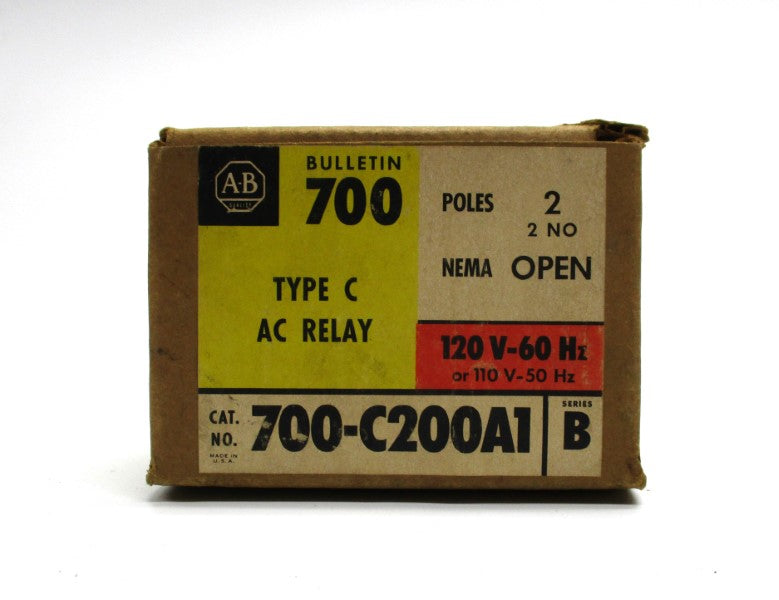 A-B
QUALITY
BULLETIN
700
TYPE C
AC RELAY
POLES 2
2 NO
NEMA OPEN
120 V-60 Hz
or 110 V-50 Hz
CAT. NO. 700-C200A1
MADE IN
U.S.A.
SERIES
B